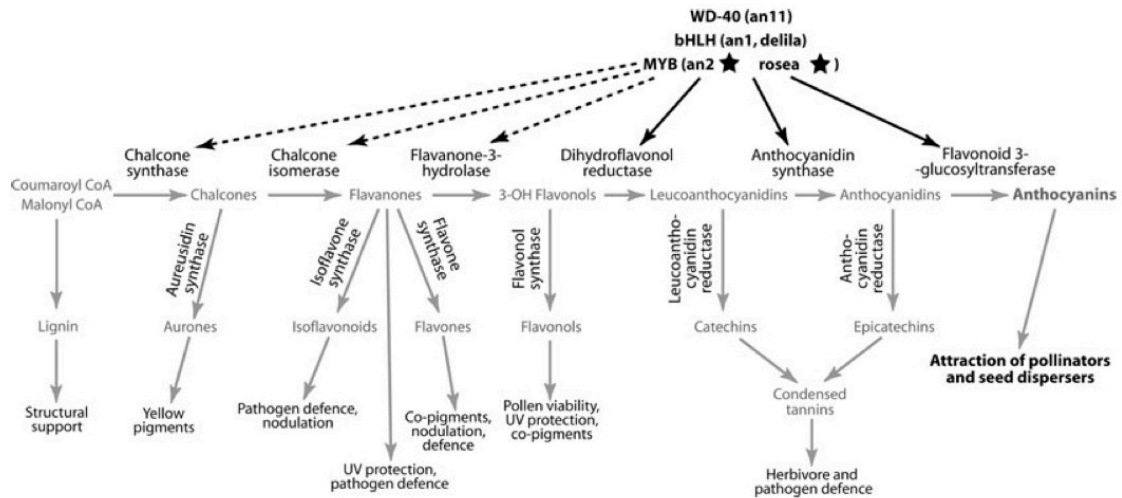 WD-40 (an11)
bHLH (an1, delila)
MYB (an2 ★ rosea ★ )
Chalcone
synthase
Chalcone
isomerase
Flavanone-3-
hydrolase
Dihydroflavonol
reductase
Anthocyanidin
synthase
Flavonoid 3-
-glucosyltransferase
Coumaroyl CoA
Malonyl CoA
Chalcones
Flavanones
3-OH Flavonols
Leucoanthocyanidins
Anthocyanidins
Anthocyanins
Aureusidin
synthase
Isoflavone
synthase
Flavone
synthase
Flavonol
synthase
Leucoantho-
cyanidin
reductase
Antho-
cyanidin
reductase
Lignin
Aurones
Isoflavonoids
Flavones
Flavonols
Catechins
Epicatechins
Attraction of pollinators
and seed dispersers
Structural
support
Yellow
pigments
Pathogen defence,
nodulation
Co-pigments,
nodulation,
defence
Pollen viability,
UV protection,
co-pigments
Condensed
tannins
UV protection,
pathogen defence
Herbivore and
pathogen defence